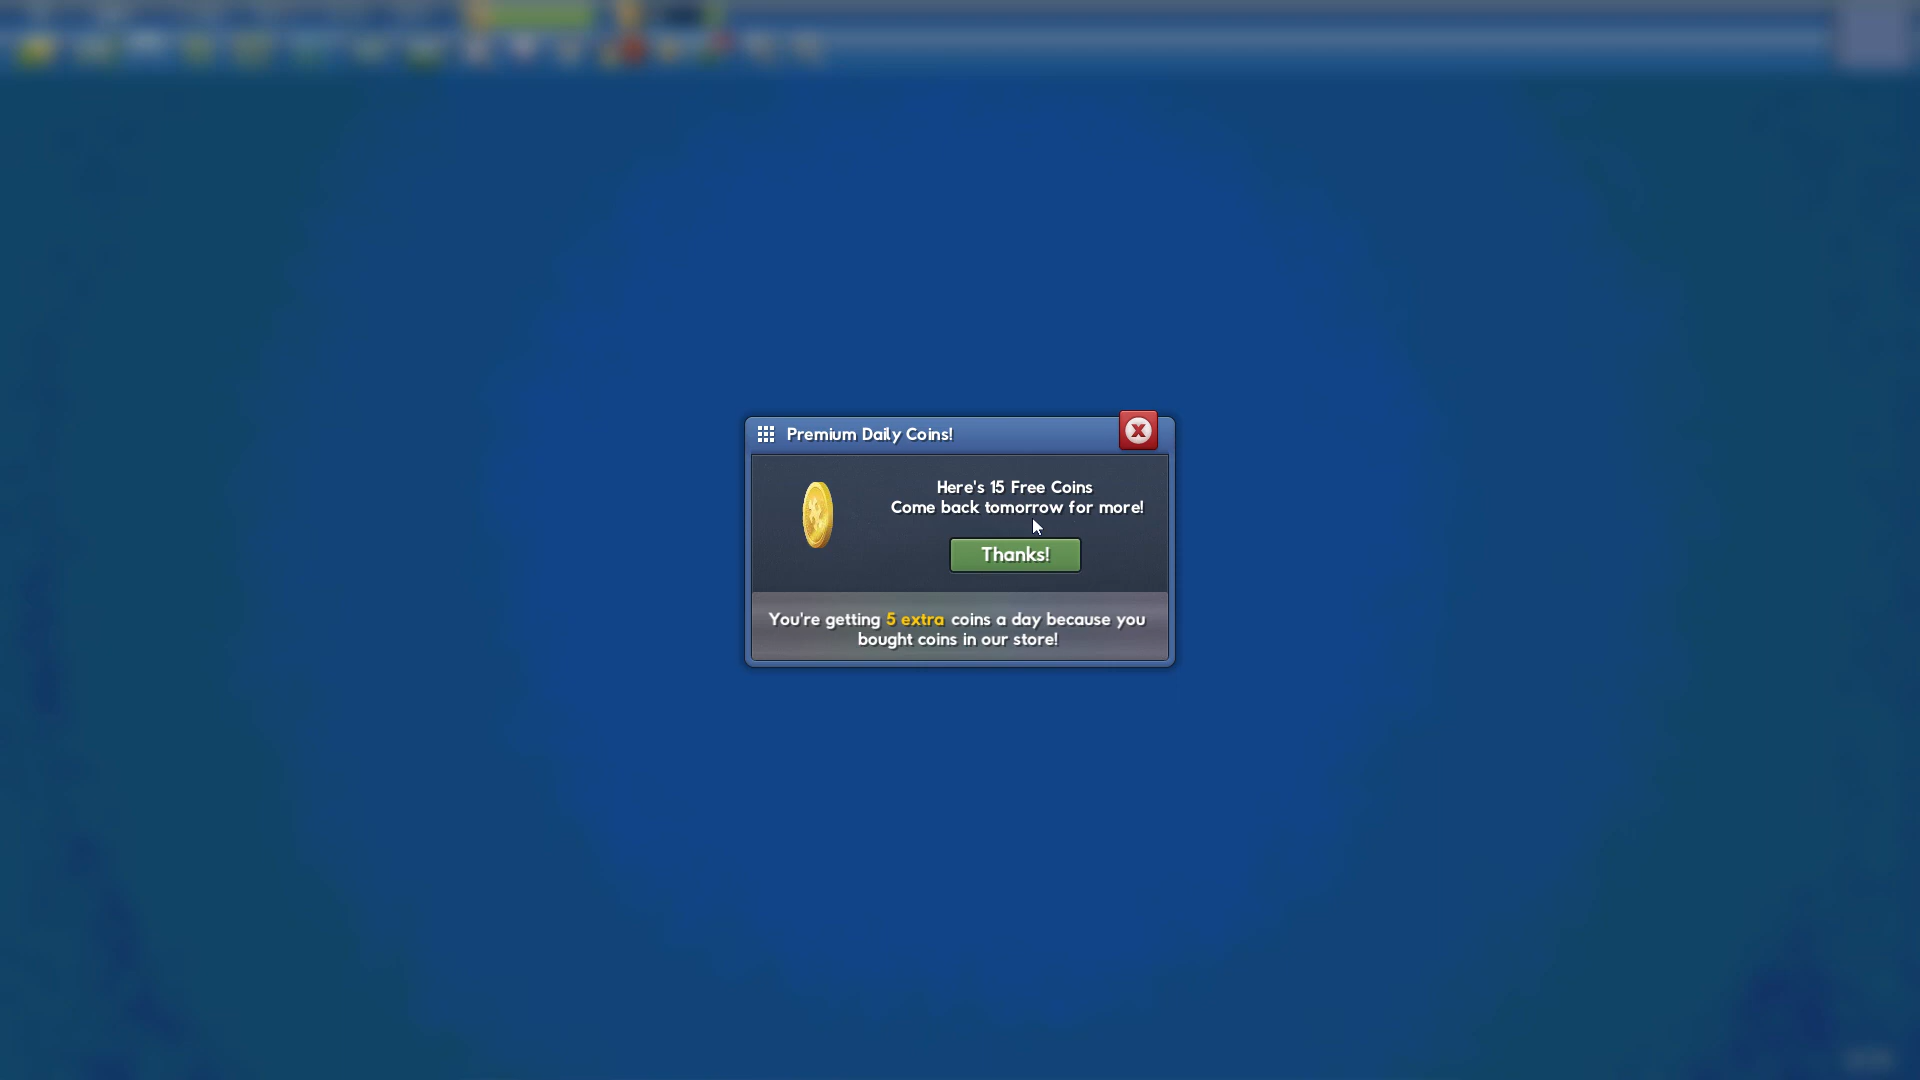 Premium Daily Coins!
Here's 15 Free Coins
Come back tomorrow for more!
Thanks!
You're getting 5 extra coins a day because you
bought coins in our store!